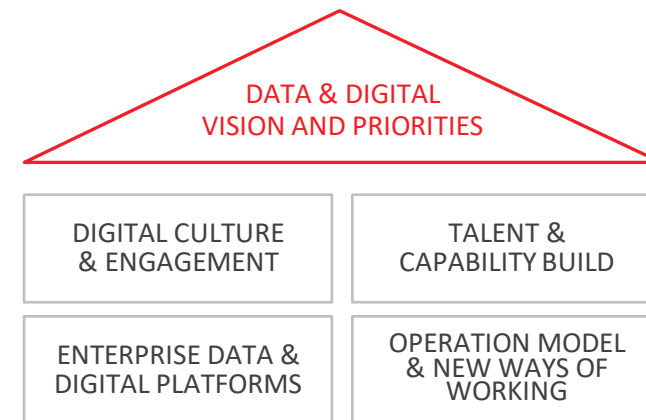 DATA & DIGITAL
VISION AND PRIORITIES
DIGITAL CULTURE
& ENGAGEMENT
TALENT &
CAPABILITY BUILD
ENTERPRISE DATA &
DIGITAL PLATFORMS
OPERATION MODEL
& NEW WAYS OF
WORKING